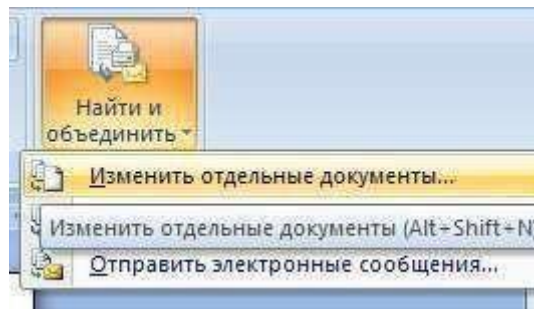 Найти и
объединить
Изменить отдельные документы...
Изменить отдельные документы (Alt+Shift+N)
Отправить электронные сообщения...